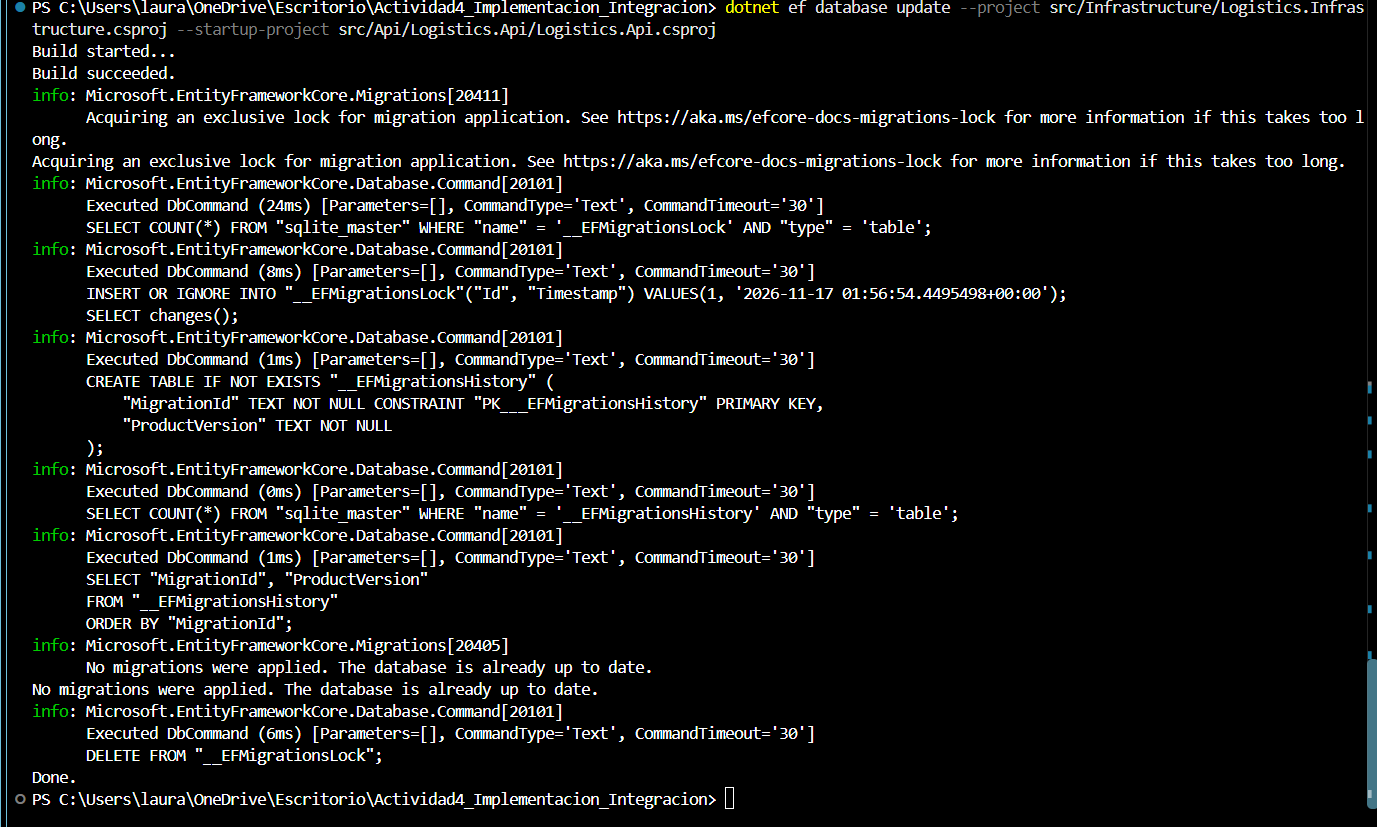 PS C:\Users\laura\OneDrive\Escritorio\Actividad4_Implementacion_Integracion> dotnet ef database update --project src/Infrastructure/Logistics.Infras
tructure.csproj --startup-project src/Api/Logistics.Api/Logistics.Api.csproj
Build started...
Build succeeded.
info: Microsoft.EntityFrameworkCore.Migrations[20411]
      Acquiring an exclusive lock for migration application. See https://aka.ms/efcore-docs-migrations-lock for more information if this takes too l
ong.
Acquiring an exclusive lock for migration application. See https://aka.ms/efcore-docs-migrations-lock for more information if this takes too long.
info: Microsoft.EntityFrameworkCore.Database.Command[20101]
      Executed DbCommand (24ms) [Parameters=[], CommandType='Text', CommandTimeout='30']
      SELECT COUNT(*) FROM "sqlite_master" WHERE "name" = '__EFMigrationsLock' AND "type" = 'table';
info: Microsoft.EntityFrameworkCore.Database.Command[20101]
      Executed DbCommand (8ms) [Parameters=[], CommandType='Text', CommandTimeout='30']
      INSERT OR IGNORE INTO "__EFMigrationsLock"("Id", "Timestamp") VALUES(1, '2026-11-17 01:56:54.4495498+00:00');
      SELECT changes();
info: Microsoft.EntityFrameworkCore.Database.Command[20101]
      Executed DbCommand (1ms) [Parameters=[], CommandType='Text', CommandTimeout='30']
      CREATE TABLE IF NOT EXISTS "__EFMigrationsHistory" (
          "MigrationId" TEXT NOT NULL CONSTRAINT "PK___EFMigrationsHistory" PRIMARY KEY,
          "ProductVersion" TEXT NOT NULL
      );
info: Microsoft.EntityFrameworkCore.Database.Command[20101]
      Executed DbCommand (0ms) [Parameters=[], CommandType='Text', CommandTimeout='30']
      SELECT COUNT(*) FROM "sqlite_master" WHERE "name" = '__EFMigrationsHistory' AND "type" = 'table';
info: Microsoft.EntityFrameworkCore.Database.Command[20101]
      Executed DbCommand (1ms) [Parameters=[], CommandType='Text', CommandTimeout='30']
      SELECT "MigrationId", "ProductVersion"
      FROM "__EFMigrationsHistory"
      ORDER BY "MigrationId";
info: Microsoft.EntityFrameworkCore.Migrations[20405]
      No migrations were applied. The database is already up to date.
No migrations were applied. The database is already up to date.
info: Microsoft.EntityFrameworkCore.Database.Command[20101]
      Executed DbCommand (6ms) [Parameters=[], CommandType='Text', CommandTimeout='30']
      DELETE FROM "__EFMigrationsLock";
Done.
PS C:\Users\laura\OneDrive\Escritorio\Actividad4_Implementacion_Integracion>